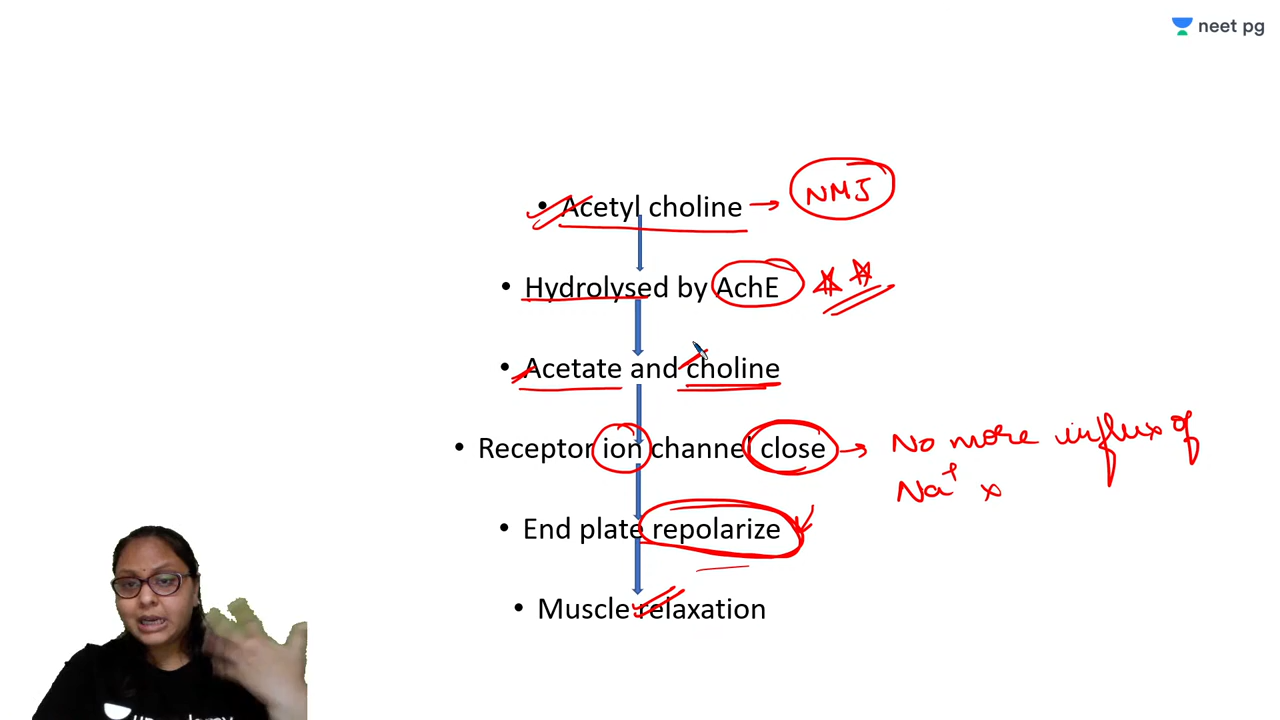 neet pg
• Acetyl choline → NMJ
• Hydrolysed by AchE
• Acetate and choline
• Receptor ion channel close → No more influx of
Na+ x
• End plate repolarize
• Muscle relaxation